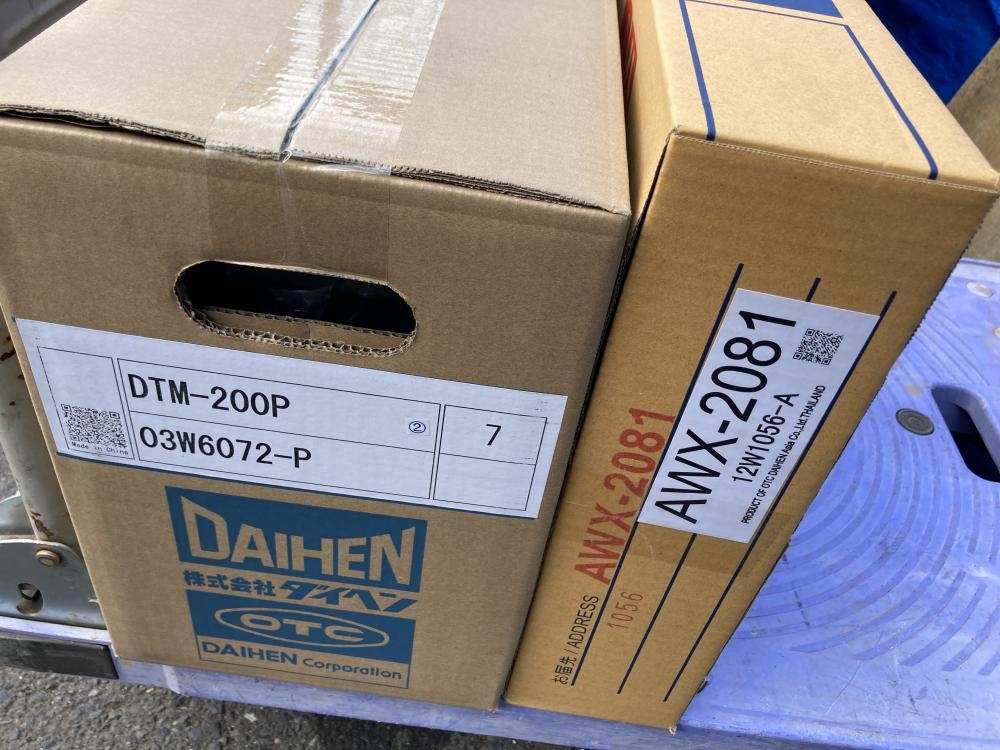 DTM-200P
②
7
03W6072-P
Made in China
DAIHEN
株式会社 ダイヘン
OTC
DAIHEN Corporation
AWX-2081
12W1056-A
PRODUCT OF OTC DAIHEN Asia Co.,Ltd.THAILAND
AWX-2081
1056
お届先/ADDRESS